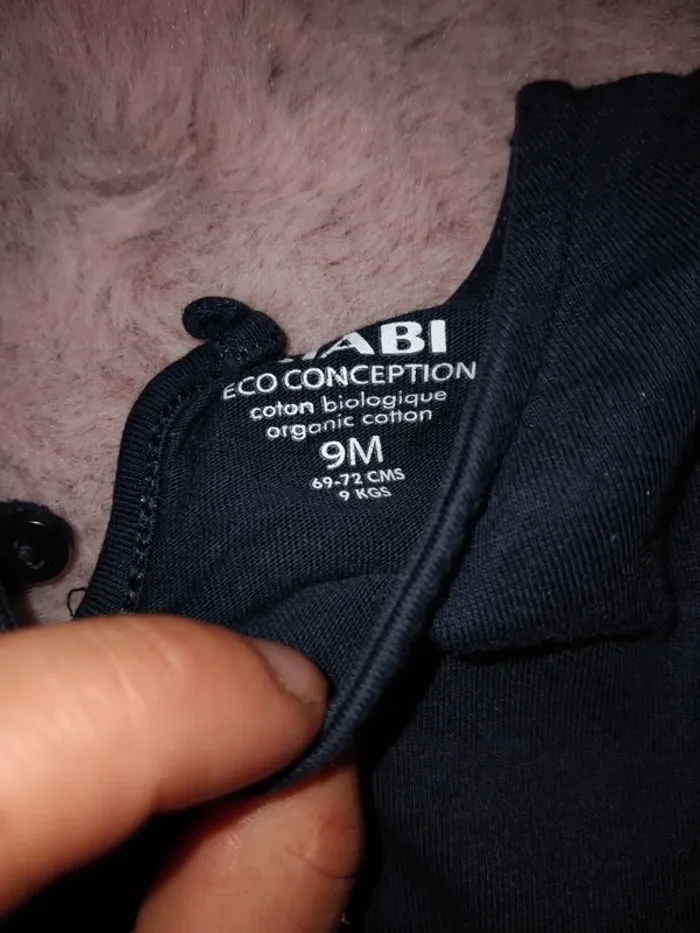 ECO CONCEPTION
coton biologique
organic cotton
9M
69-72 CMS
9 KGS